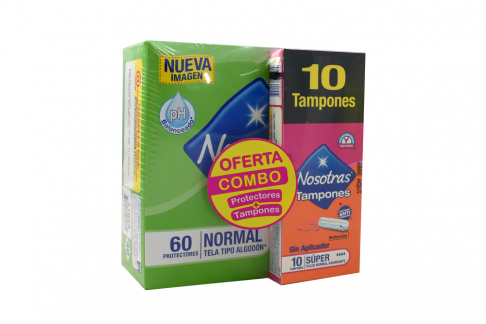 NUEVA
IMAGEN
pH
Balanceado*
OFERTA
COMBO
Protectores
+
Tampones
60
PROTECTORES
NORMAL
TELA TIPO ALGODÓN*
10
Tampones
Nosotras
Tampones
Sin Aplicador
10
SÚPER